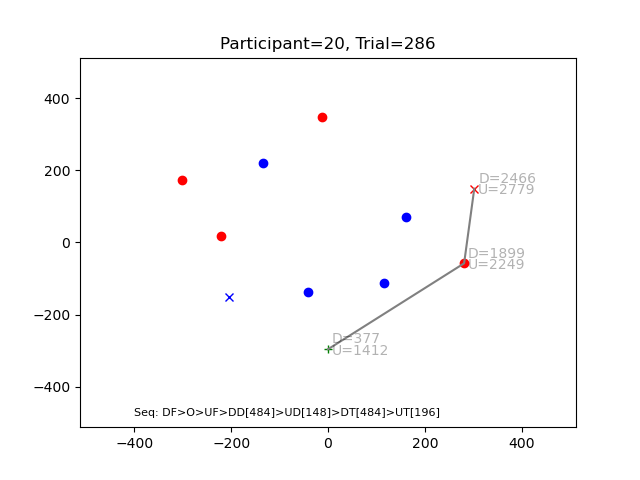 Participant=20, Trial=286
400
200
0
−200
−400
D=2466
U=2779
D=1899
U=2249
D=377
U=1412
Seq: DF>O>UF>DD[484]>UD[148]>DT[484]>UT[196]
−400
−200
0
200
400